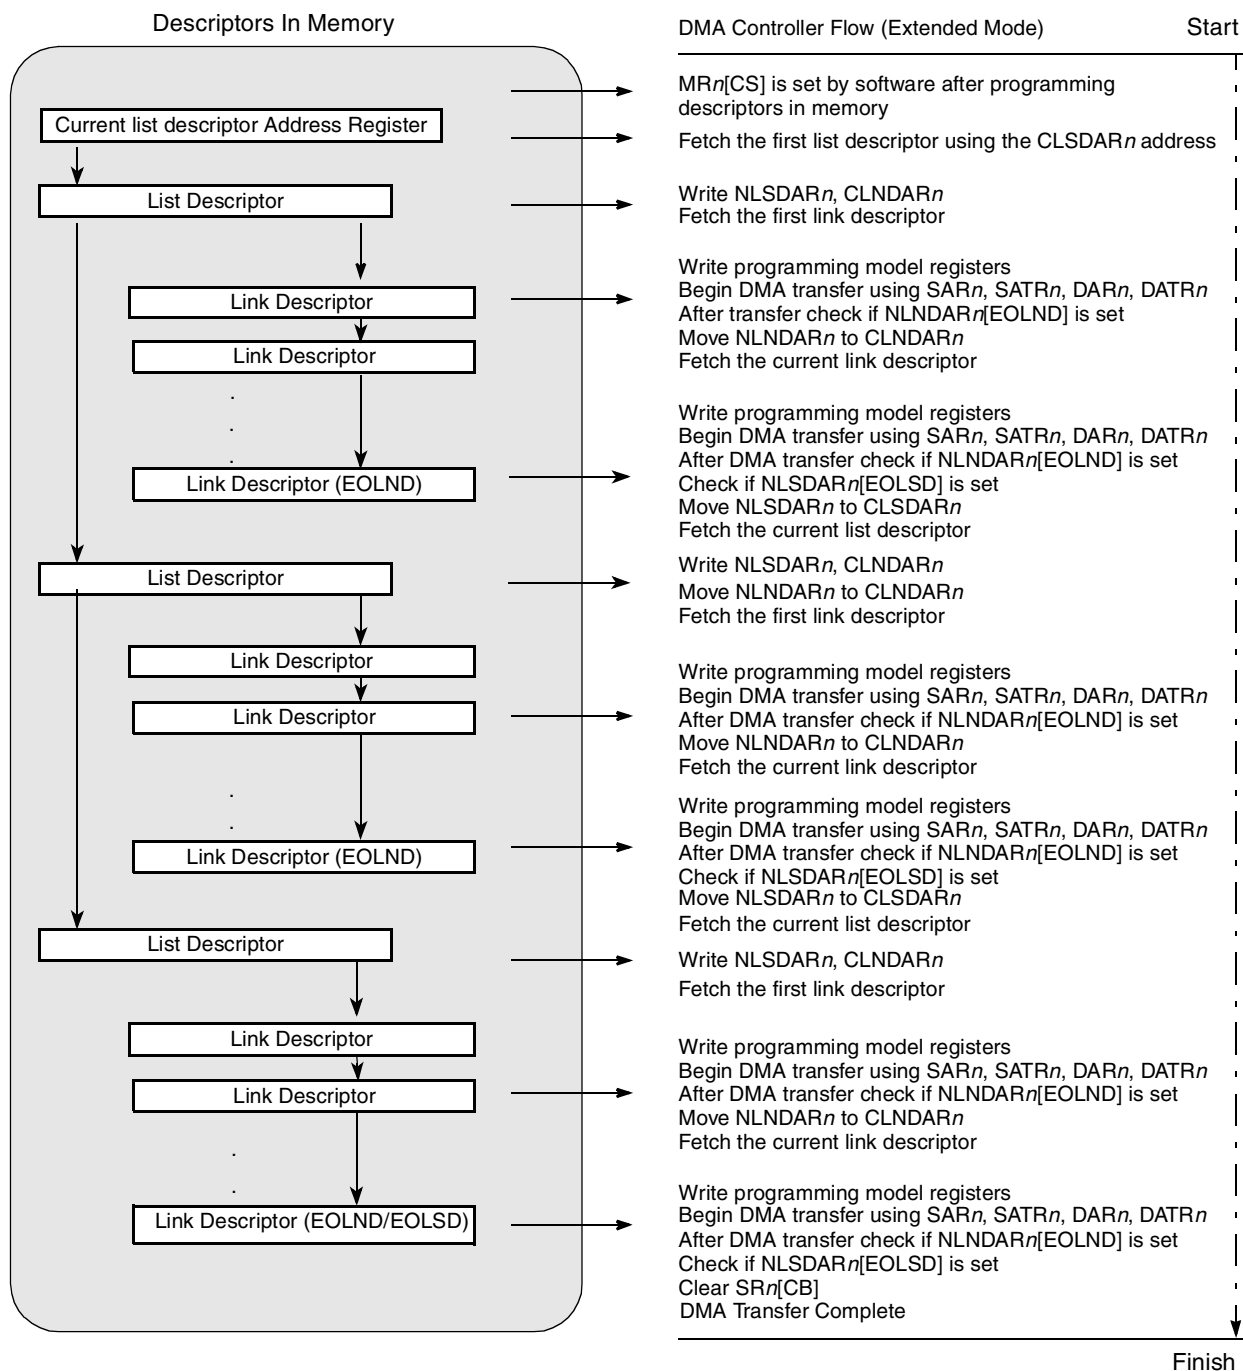 Descriptors In Memory
DMA Controller Flow (Extended Mode)
Start
MRn[CS] is set by software after programming
descriptors in memory
Current list descriptor Address Register
Fetch the first list descriptor using the CLSDARn address
List Descriptor
Write NLSDARn, CLNDARn
Fetch the first link descriptor
Link Descriptor
Write programming model registers
Begin DMA transfer using SARn, SATRn, DARn, DATRn
After transfer check if NLNDARn[EOLND] is set
Move NLNDARn to CLNDARn
Fetch the current link descriptor
Link Descriptor
.
.
.
Link Descriptor (EOLND)
Write programming model registers
Begin DMA transfer using SARn, SATRn, DARn, DATRn
After DMA transfer check if NLNDARn[EOLND] is set
Check if NLSDARn[EOLSD] is set
Move NLSDARn to CLSDARn
Fetch the current list descriptor
List Descriptor
Write NLSDARn, CLNDARn
Move NLNDARn to CLNDARn
Fetch the first link descriptor
Link Descriptor
Link Descriptor
Write programming model registers
Begin DMA transfer using SARn, SATRn, DARn, DATRn
After DMA transfer check if NLNDARn[EOLND] is set
Move NLNDARn to CLNDARn
Fetch the current link descriptor
.
.
Link Descriptor (EOLND)
Write programming model registers
Begin DMA transfer using SARn, SATRn, DARn, DATRn
After DMA transfer check if NLNDARn[EOLND] is set
Check if NLSDARn[EOLSD] is set
Move NLSDARn to CLSDARn
Fetch the current list descriptor
List Descriptor
Write NLSDARn, CLNDARn
Fetch the first link descriptor
Link Descriptor
Link Descriptor
Write programming model registers
Begin DMA transfer using SARn, SATRn, DARn, DATRn
After DMA transfer check if NLNDARn[EOLND] is set
Move NLNDARn to CLNDARn
Fetch the current link descriptor
.
.
Link Descriptor (EOLND/EOLSD)
Write programming model registers
Begin DMA transfer using SARn, SATRn, DARn, DATRn
After DMA transfer check if NLNDARn[EOLND] is set
Check if NLSDARn[EOLSD] is set
Clear SRn[CB]
DMA Transfer Complete
Finish